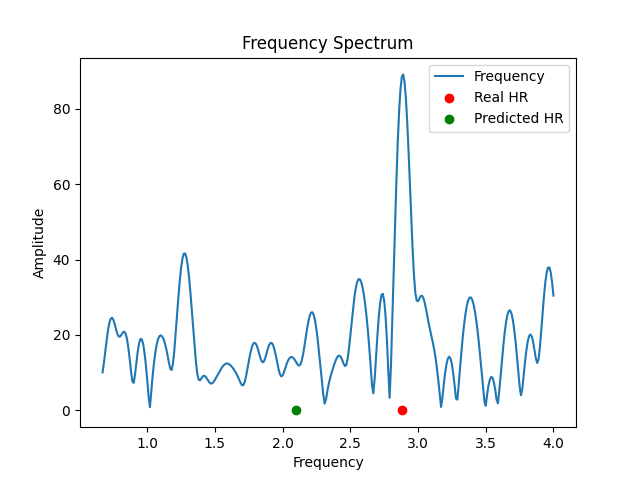 Frequency Spectrum
Frequency
Real HR
Predicted HR
Amplitude
80
60
40
20
0
1.0 1.5 2.0 2.5 3.0 3.5 4.0
Frequency